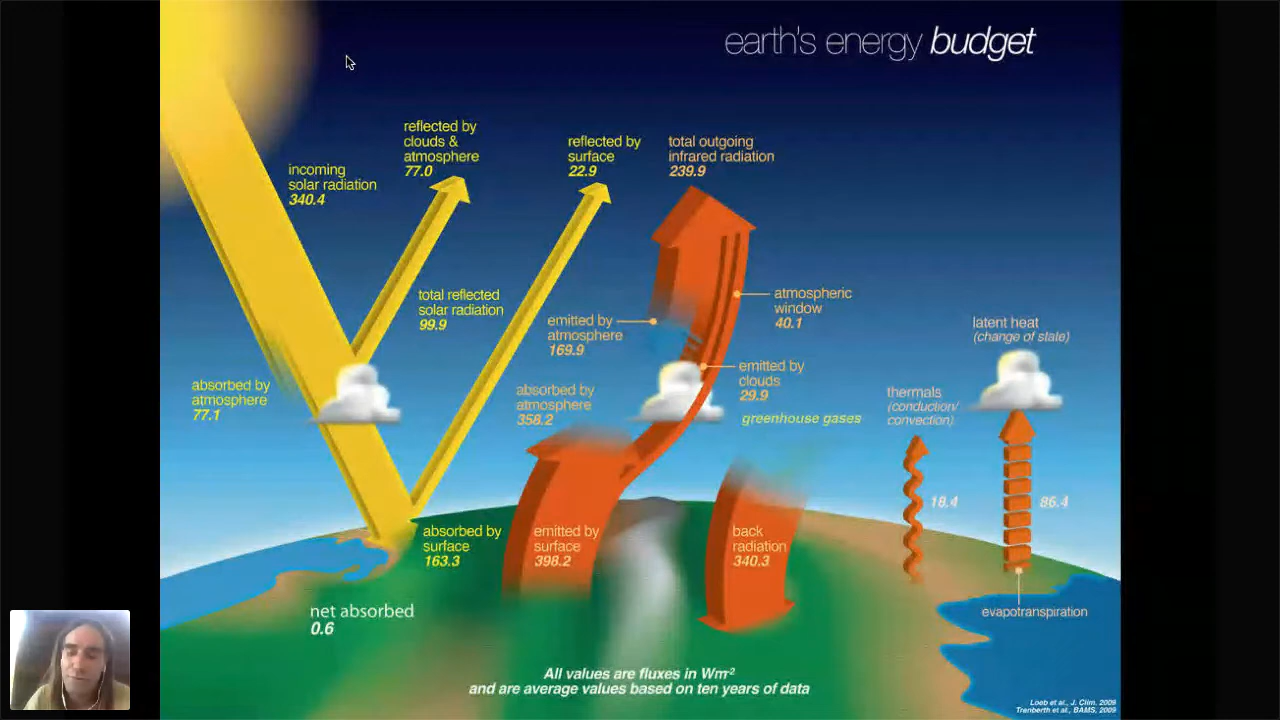 earth's energy budget
reflected by
clouds &
atmosphere
77.0
reflected by
surface
22.9
total outgoing
infrared radiation
239.9
incoming
solar radiation
340.4
total reflected
solar radiation
99.9
atmospheric
window
40.1
emitted by
atmosphere
169.9
latent heat
(change of state)
absorbed by
atmosphere
77.1
absorbed by
atmosphere
358.2
emitted by
clouds
29.9
greenhouse gases
thermals
(conduction/
convection)
18.4
86.4
absorbed by
surface
163.3
emitted by
surface
398.2
back
radiation
340.3
net absorbed
0.6
evapotranspiration
All values are fluxes in Wm-2
and are average values based on ten years of data
Loeb et al., J. Clim. 2009
Trenberth et al., BAMS, 2009